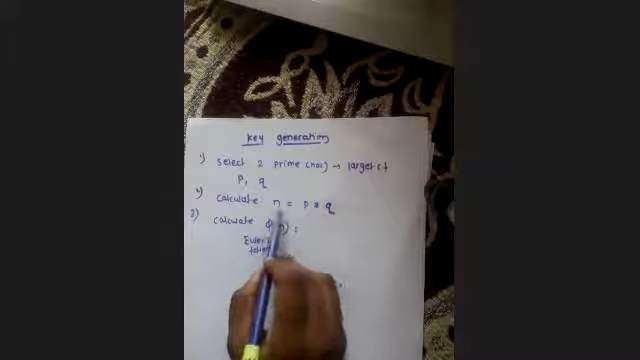 Key generation
1) Select 2 prime (nos) → largest
P, q
2) calculate n = P * q
3) calculate ϕ(n) =
Euler